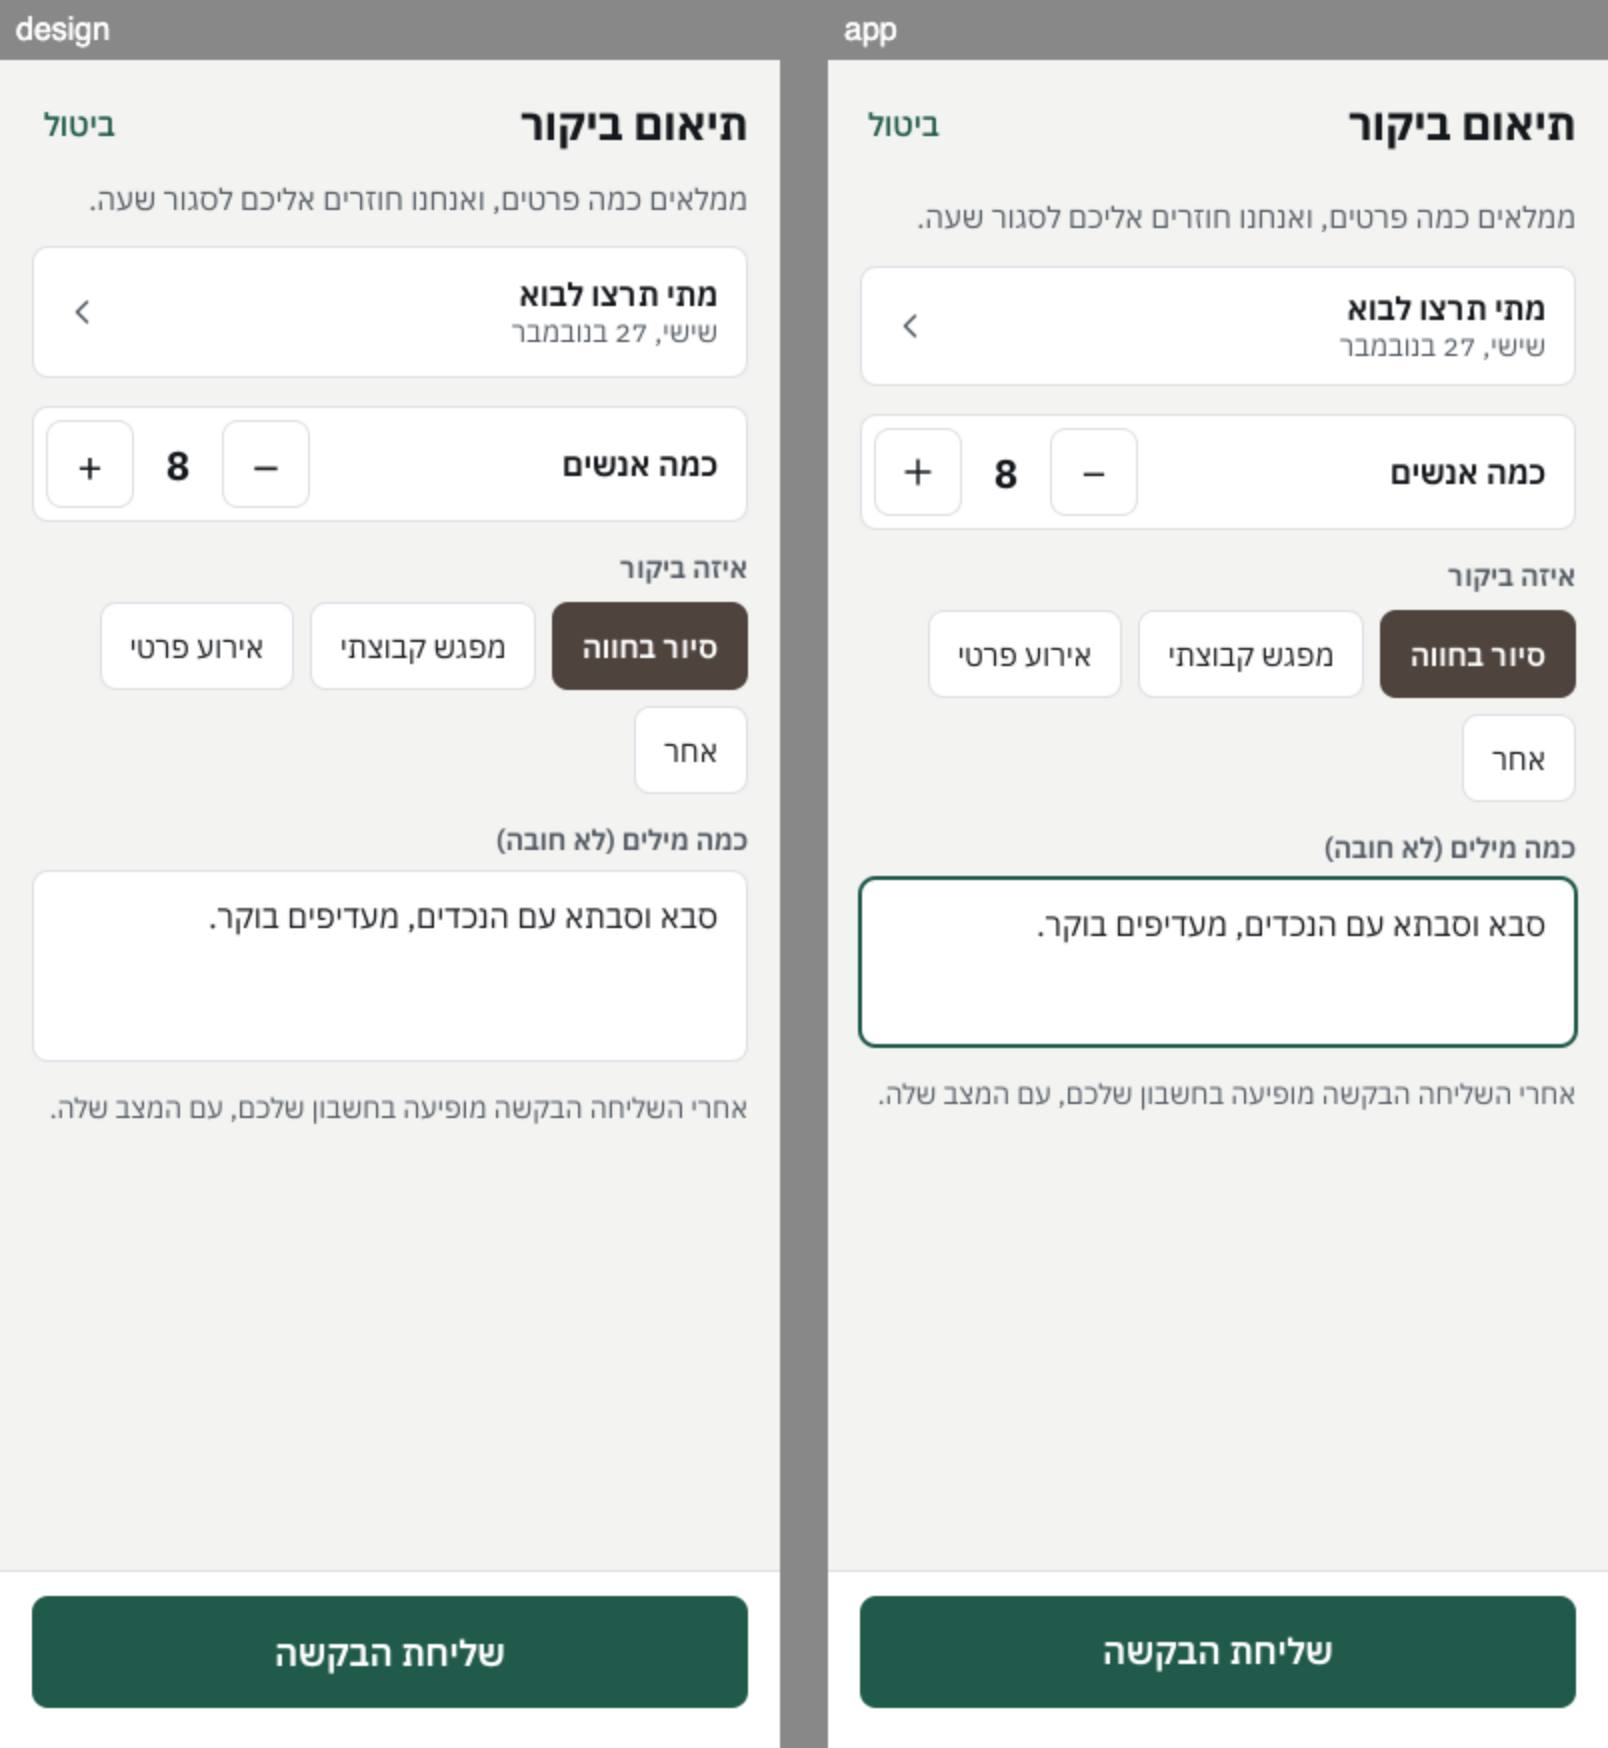 design
תיאום ביקור
ביטול
ממלאים כמה פרטים, ואנחנו חוזרים אליכם לסגור שעה.
מתי תרצו לבוא
שישי, 27 בנובמבר
כמה אנשים
− 8 +
איזה ביקור
סיור בחווה
מפגש קבוצתי
אירוע פרטי
אחר
כמה מילים (לא חובה)
סבא וסבתא עם הנכדים, מעדיפים בוקר.
אחרי השליחה הבקשה מופיעה בחשבון שלכם, עם המצב שלה.
שליחת הבקשה
app
תיאום ביקור
ביטול
ממלאים כמה פרטים, ואנחנו חוזרים אליכם לסגור שעה.
מתי תרצו לבוא
שישי, 27 בנובמבר
כמה אנשים
− 8 +
איזה ביקור
סיור בחווה
מפגש קבוצתי
אירוע פרטי
אחר
כמה מילים (לא חובה)
סבא וסבתא עם הנכדים, מעדיפים בוקר.
אחרי השליחה הבקשה מופיעה בחשבון שלכם, עם המצב שלה.
שליחת הבקשה